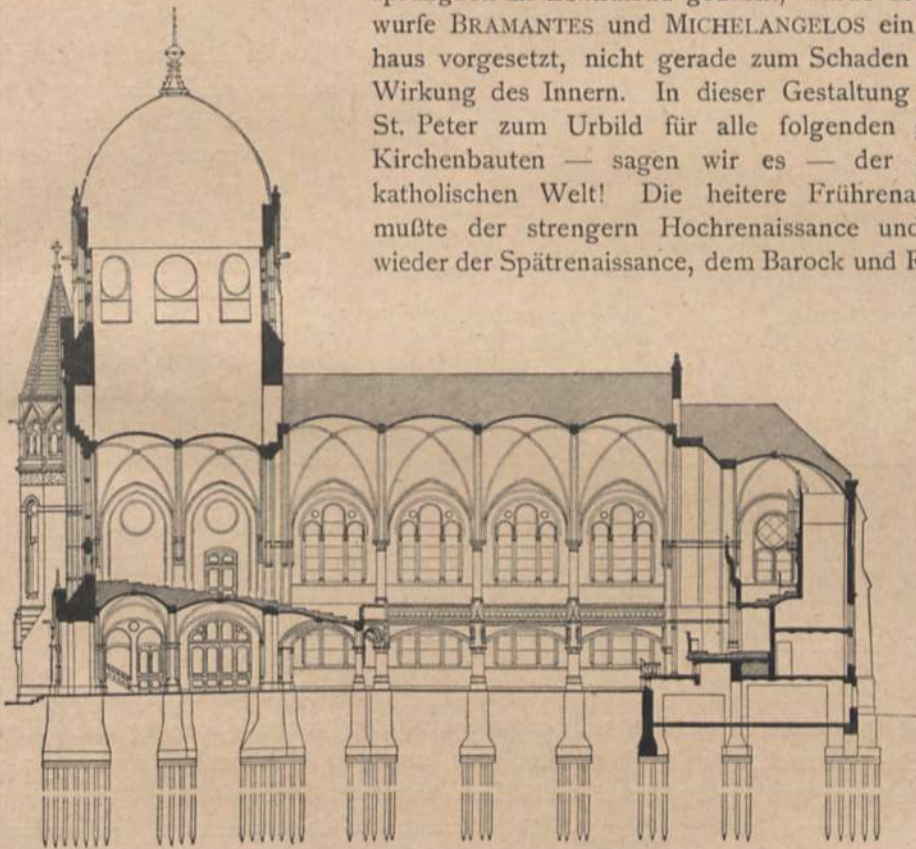 wurfe BRAMANTES und MICHELANGELOS ein
haus vorgesetzt, nicht gerade zum Schaden
Wirkung des Innern. In dieser Gestaltung
St. Peter zum Urbild für alle folgenden
Kirchenbauten — sagen wir es — der
katholischen Welt! Die heitere Frührena
mußte der strengern Hochrenaissance und
wieder der Spätrenaissance, dem Barock und